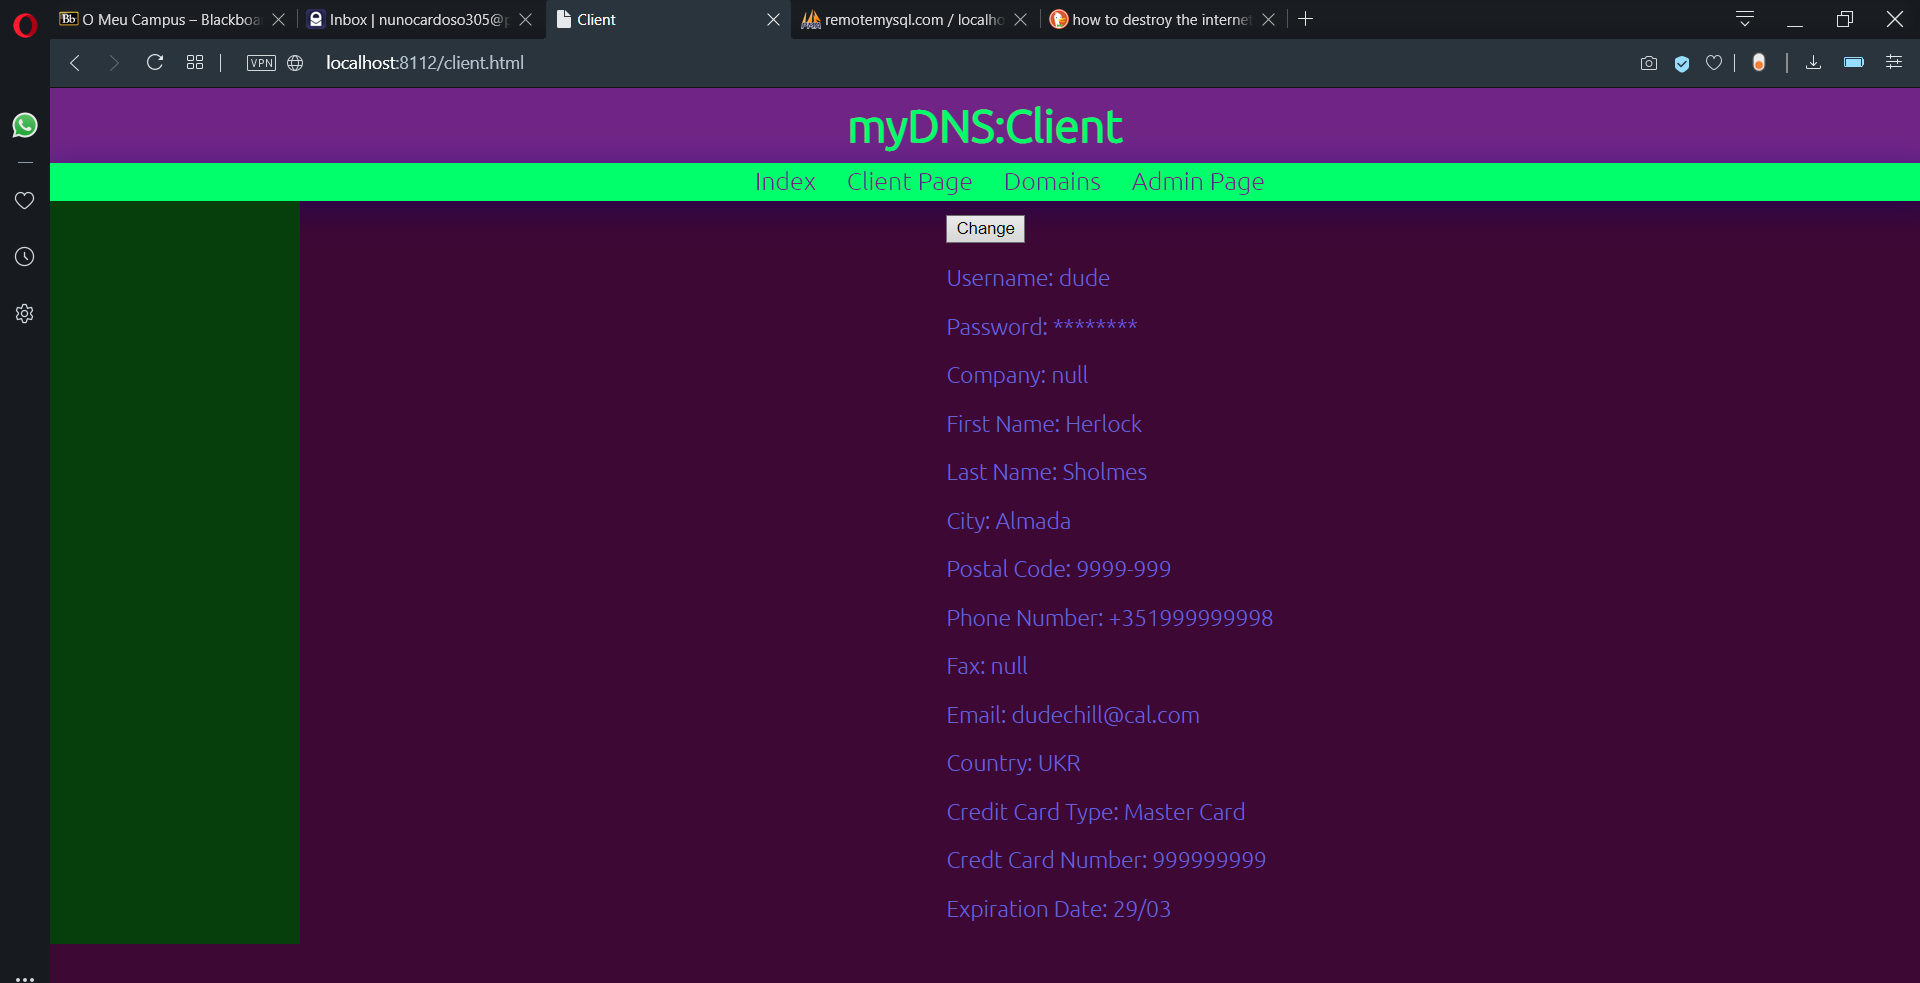 O Meu Campus – Blackboa
Inbox | nunocardoso305@p
Client
remotemysql.com / localho
how to destroy the internet
VPN
localhost:8112/client.html
myDNS:Client
Index Client Page Domains Admin Page
Change
Username: dude
Password: ********
Company: null
First Name: Herlock
Last Name: Sholmes
City: Almada
Postal Code: 9999-999
Phone Number: +351999999998
Fax: null
Email: dudechill@cal.com
Country: UKR
Credit Card Type: Master Card
Credt Card Number: 999999999
Expiration Date: 29/03